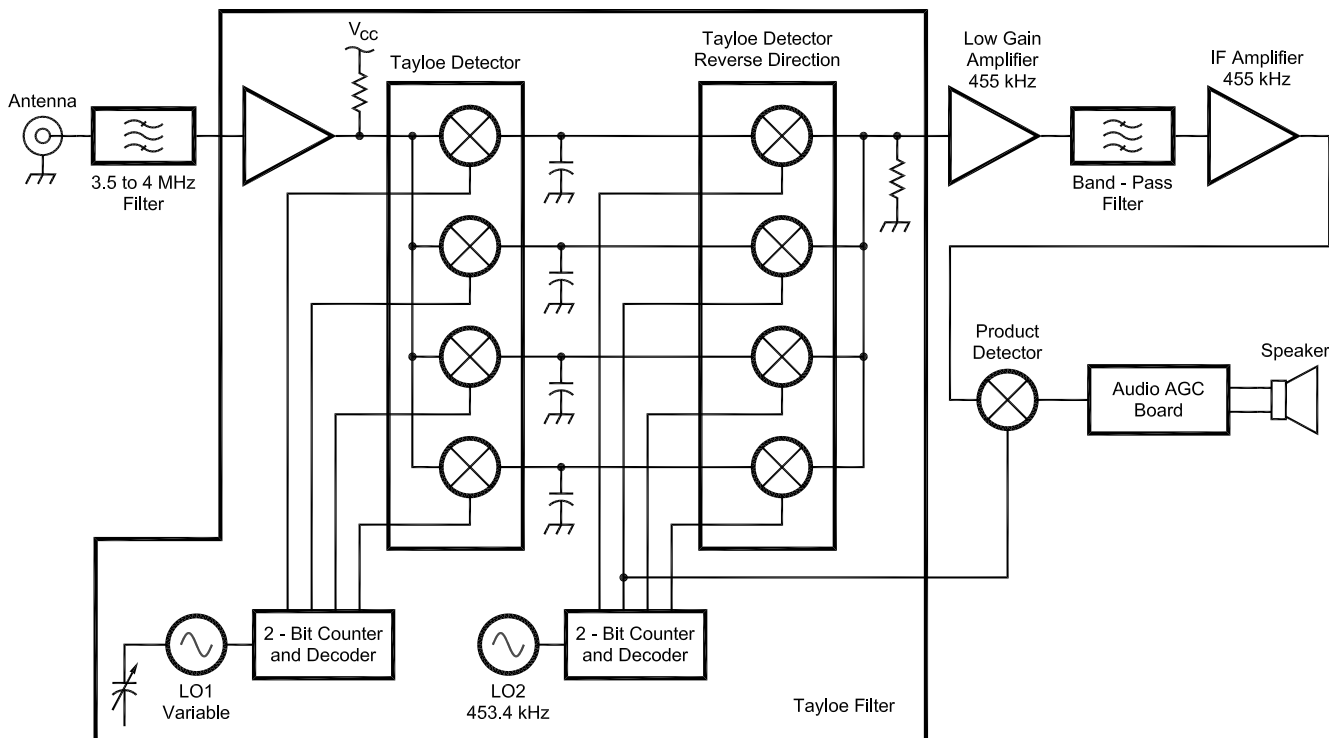 V CC
Tayloe Detector
Tayloe Detector
Reverse Direction
Low Gain
Amplifier
455 kHz
IF Amplifier
455 kHz
Antenna
3.5 to 4 MHz
Filter
Band - Pass
Filter
Product
Detector
Speaker
Audio AGC
Board
2 - Bit Counter
and Decoder
2 - Bit Counter
and Decoder
LO1
Variable
LO2
453.4 kHz
Tayloe Filter